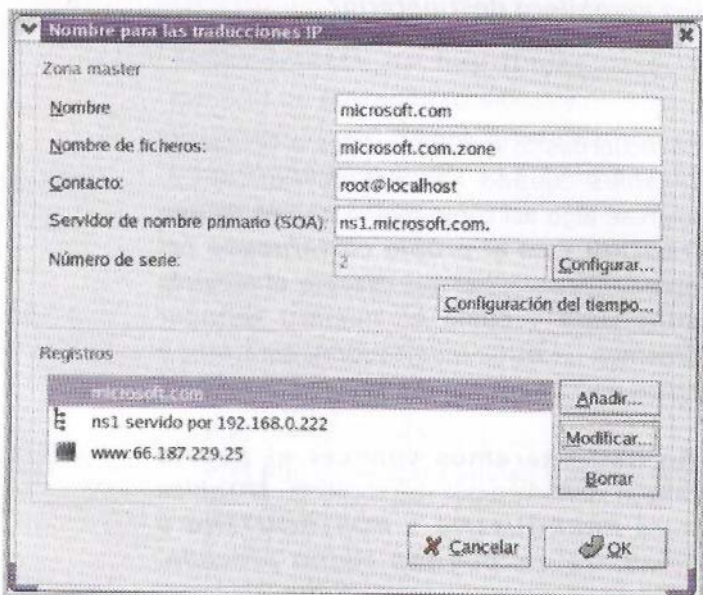 Nombre para las traducciones IP
Zona master
Nombre
microsoft.com
Nombre de ficheros:
microsoft.com.zone
Contacto:
root@localhost
Servidor de nombre primario (SOA):
ns1.microsoft.com.
Número de serie:
2
Configurar...
Configuración del tiempo...
Registros
microsoft.com
Añadir...
ns1 servido por 192.168.0.222
Modificar...
www:66.187.229.25
Borrar
Cancelar
OK